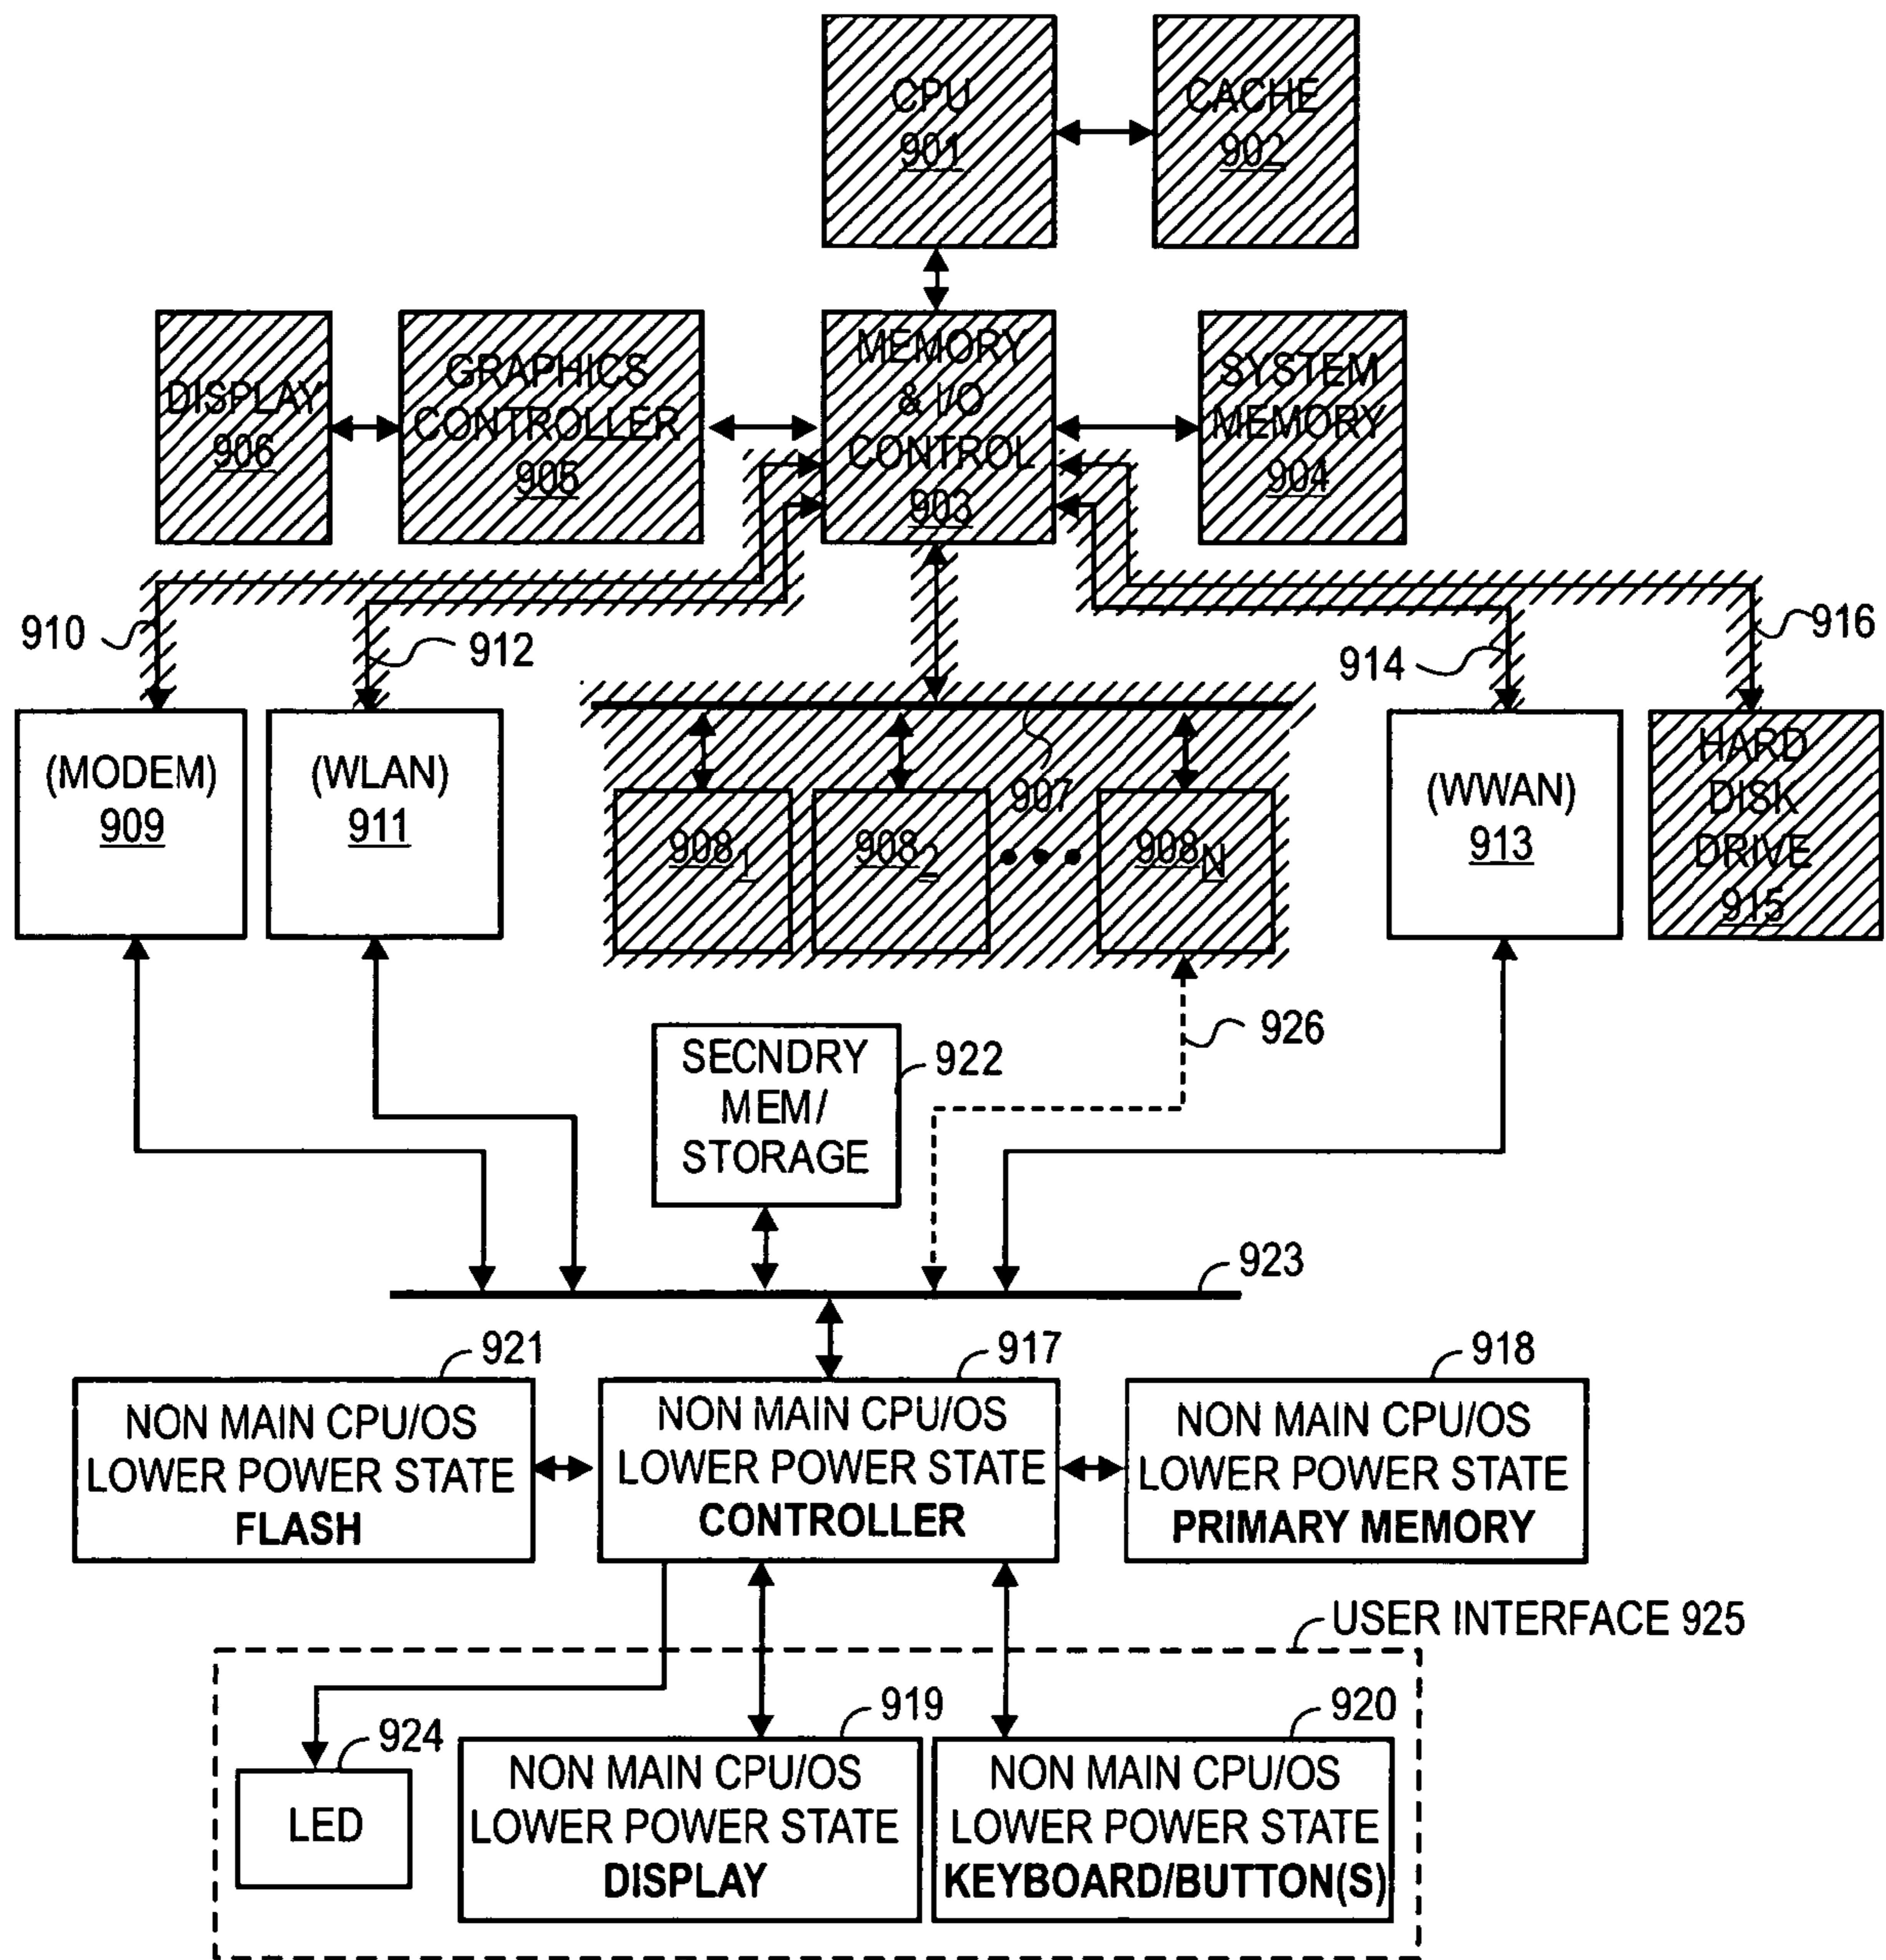 CPU
901
CACHE
902
DISPLAY
906
GRAPHICS
CONTROLLER
905
MEMORY
& I/O
CONTROL
903
SYSTEM
MEMORY
904
910
912
914
916
(MODEM)
909
(WLAN)
911
907
908 1
908 2
908 N
(WWAN)
913
HARD
DISK
DRIVE
915
926
SECNDRY
MEM/
STORAGE
922
923
921
NON MAIN CPU/OS
LOWER POWER STATE
FLASH
917
NON MAIN CPU/OS
LOWER POWER STATE
CONTROLLER
918
NON MAIN CPU/OS
LOWER POWER STATE
PRIMARY MEMORY
USER INTERFACE 925
924
LED
919
NON MAIN CPU/OS
LOWER POWER STATE
DISPLAY
920
NON MAIN CPU/OS
LOWER POWER STATE
KEYBOARD/BUTTON(S)